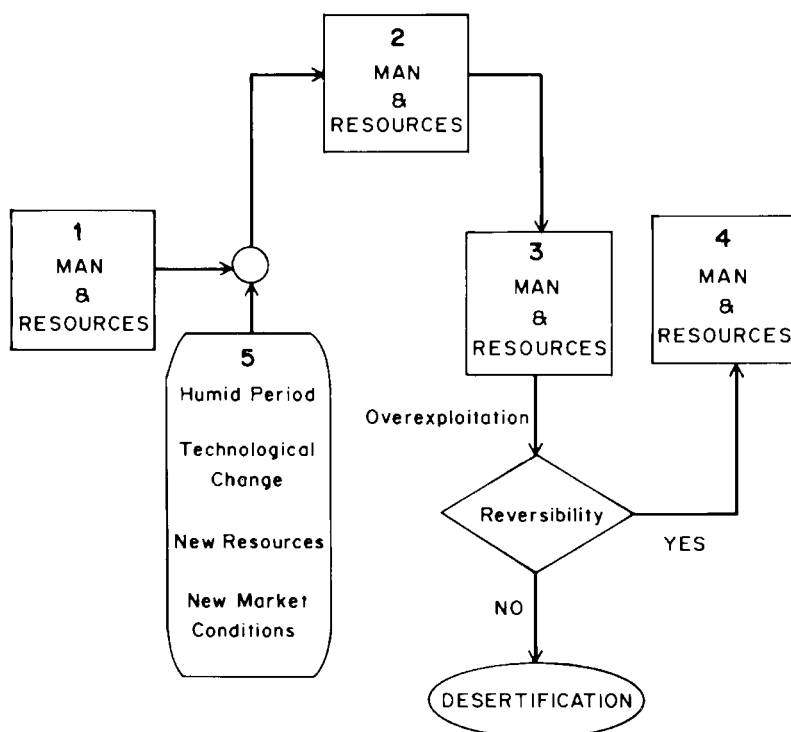 1
MAN
&
RESOURCES
2
MAN
&
RESOURCES
3
MAN
&
RESOURCES
4
MAN
&
RESOURCES
5
Humid Period
Technological
Change
New Resources
New Market
Conditions
Overexploitation
Reversibility
YES
NO
DESERTIFICATION